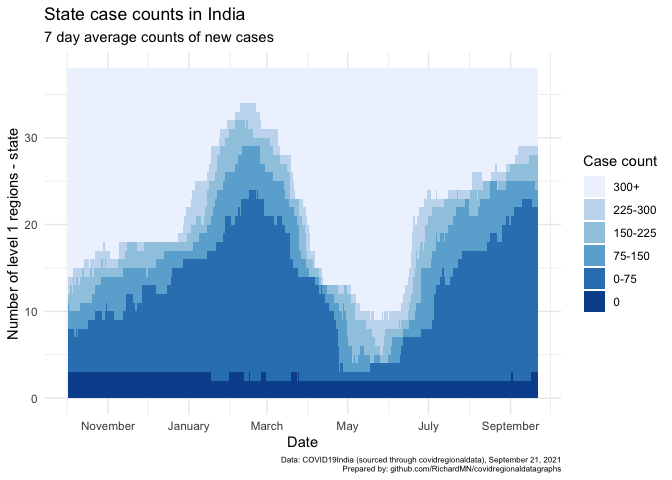 State case counts in India
7 day average counts of new cases
Number of level 1 regions - state
30
20
10
0
November January March May July September
Date
Case count
300+
225-300
150-225
75-150
0-75
0
Data: COVID19India (sourced through covidregionaldata), September 21, 2021
Prepared by: github.com/RichardMN/covidregionaldatagraphs